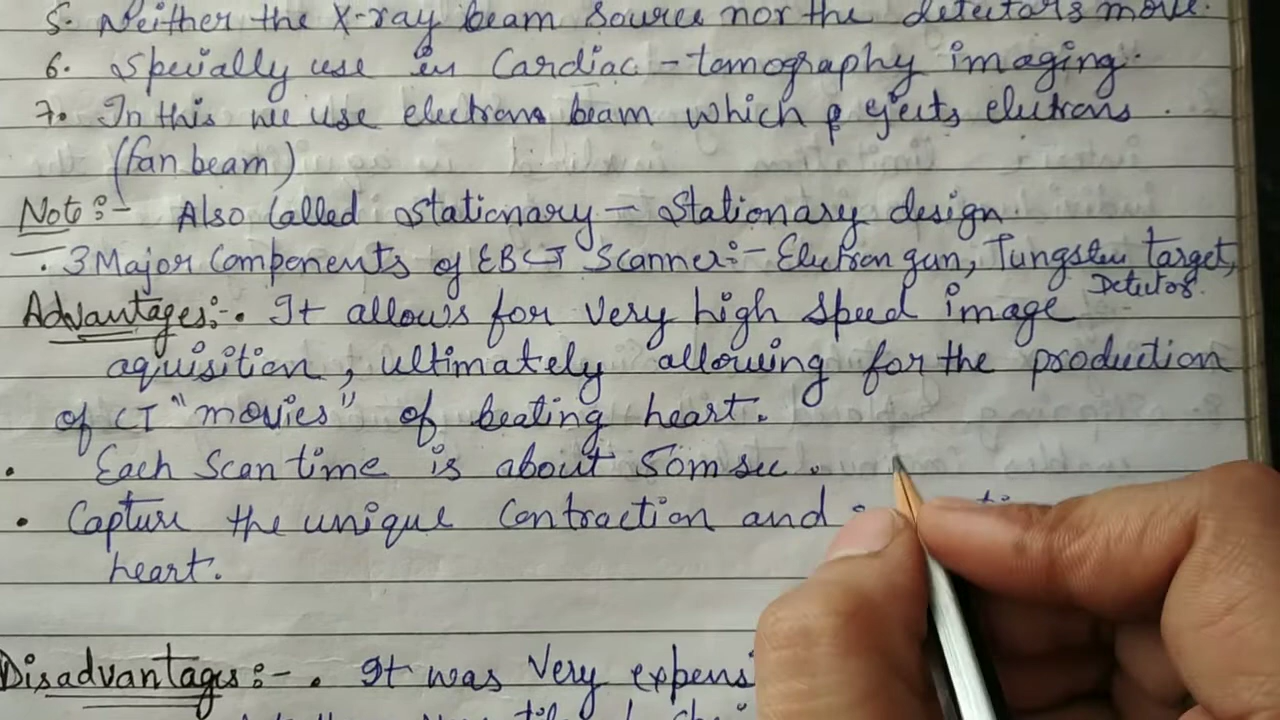 5. Neither the X-ray beam source nor the detectors move.
6. Specially use in Cardiac-tomography imaging.
7. In this we use electrons beam which ejects electrons.
(fan beam)
Note:- Also Called Stationary - Stationary design.
. 3 Major Components of EBCT Scanner:- Electron gun, Tungsten target,
Detector.
Advantages:-. It allows for very high speed image
aquisition, ultimately allowing for the production
of CT "movies" of beating heart.
. Each Scan time is about 50msec.
. Capture the unique Contraction and
heart.
Disadvantages:-. It was very